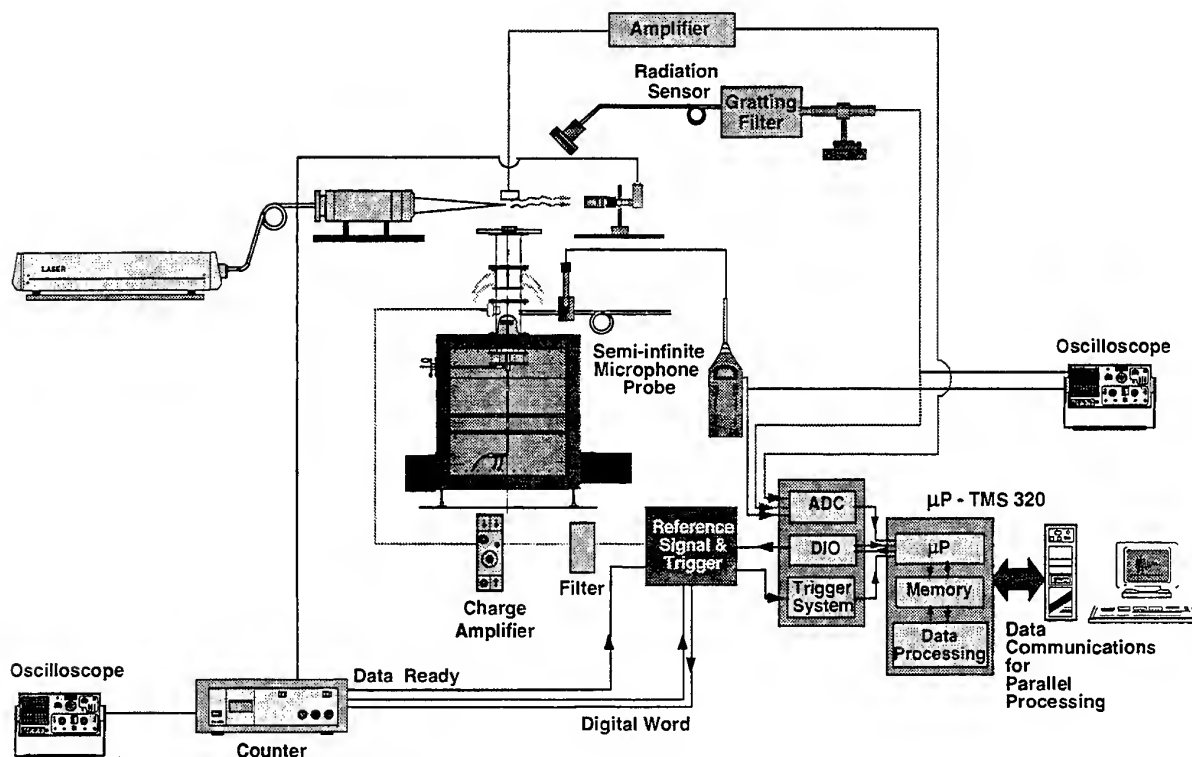 Amplifier
Radiation
Sensor
Gratting
Filter
LASER
Semi-infinite
Microphone
Probe
Oscilloscope
ADC
DIO
Trigger
System
µP - TMS 320
µP
Memory
Data
Processing
Reference
Signal &
Trigger
Filter
Charge
Amplifier
Data
Communications
for
Parallel
Processing
Oscilloscope
Data Ready
Digital Word
Counter